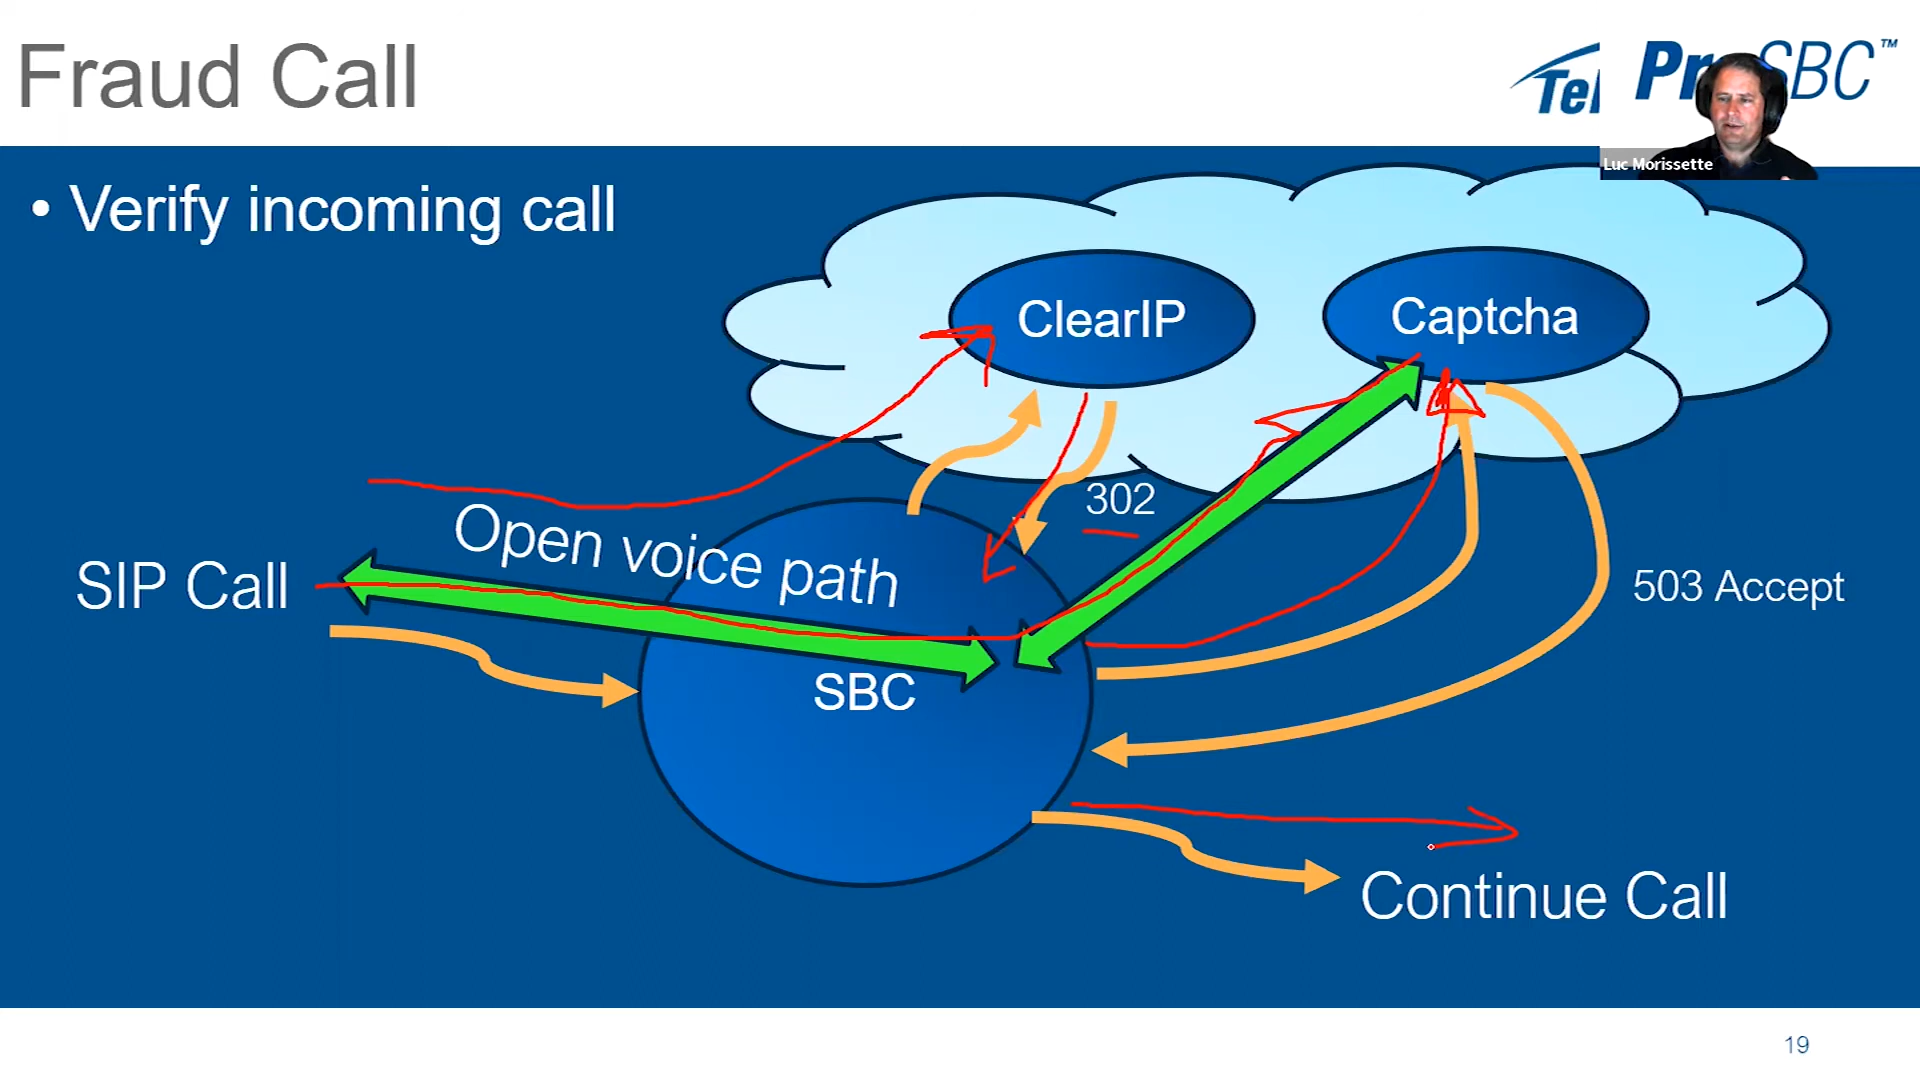 Fraud Call
Tel
Pr SBC™
Luc Morissette
• Verify incoming call
ClearIP
Captcha
302
Open voice path
SIP Call
503 Accept
SBC
Continue Call
19